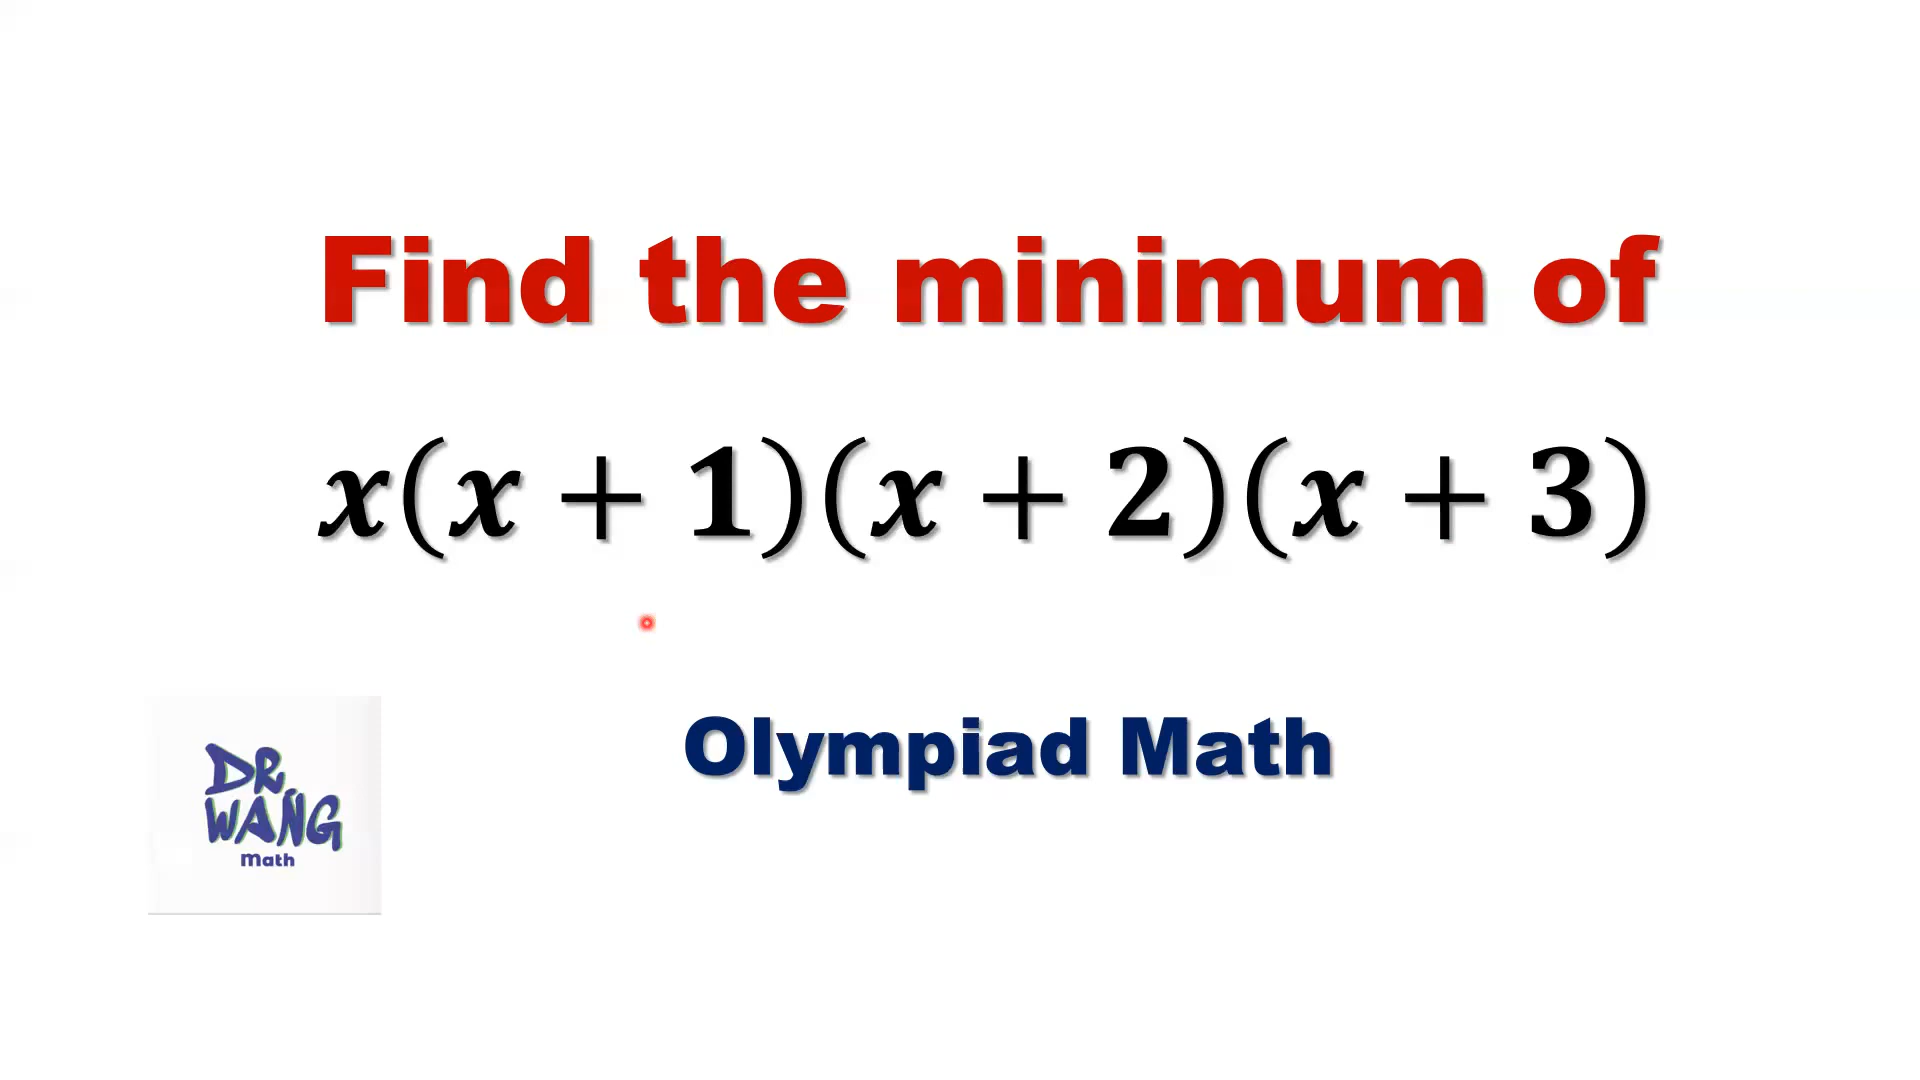 Find the minimum of
x(x + 1)(x + 2)(x + 3)
Olympiad Math
DR.
WANG
math